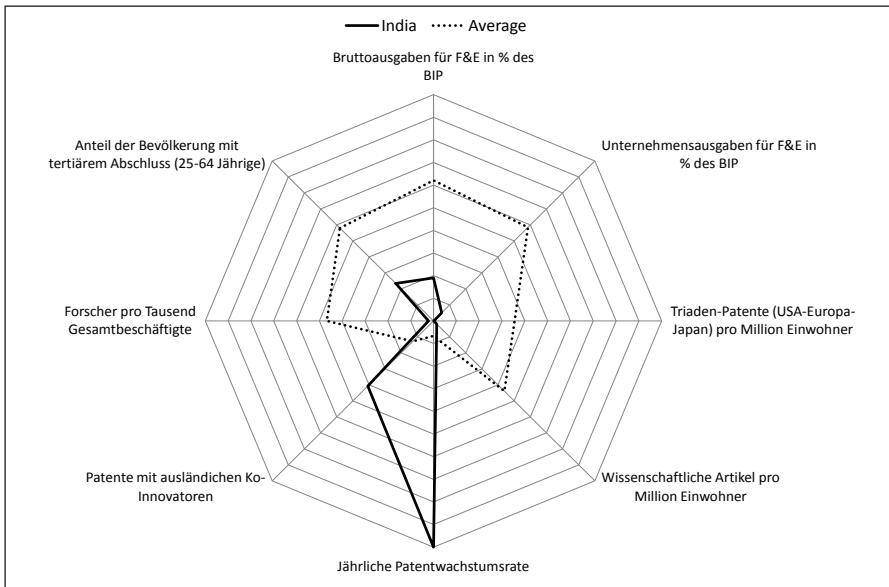 India Average
Bruttoausgaben für F&E in % des
BIP
Anteil der Bevölkerung mit
tertiärem Abschluss (25-64 Jährige)
Unternehmensausgaben für F&E in
% des BIP
Forscher pro Tausend
Gesamtbeschäftigte
Triaden-Patente (USA-Europa-
Japan) pro Million Einwohner
Patente mit ausländichen Ko-
Innovatoren
Wissenschaftliche Artikel pro
Million Einwohner
Jährliche Patentwachstumsrate